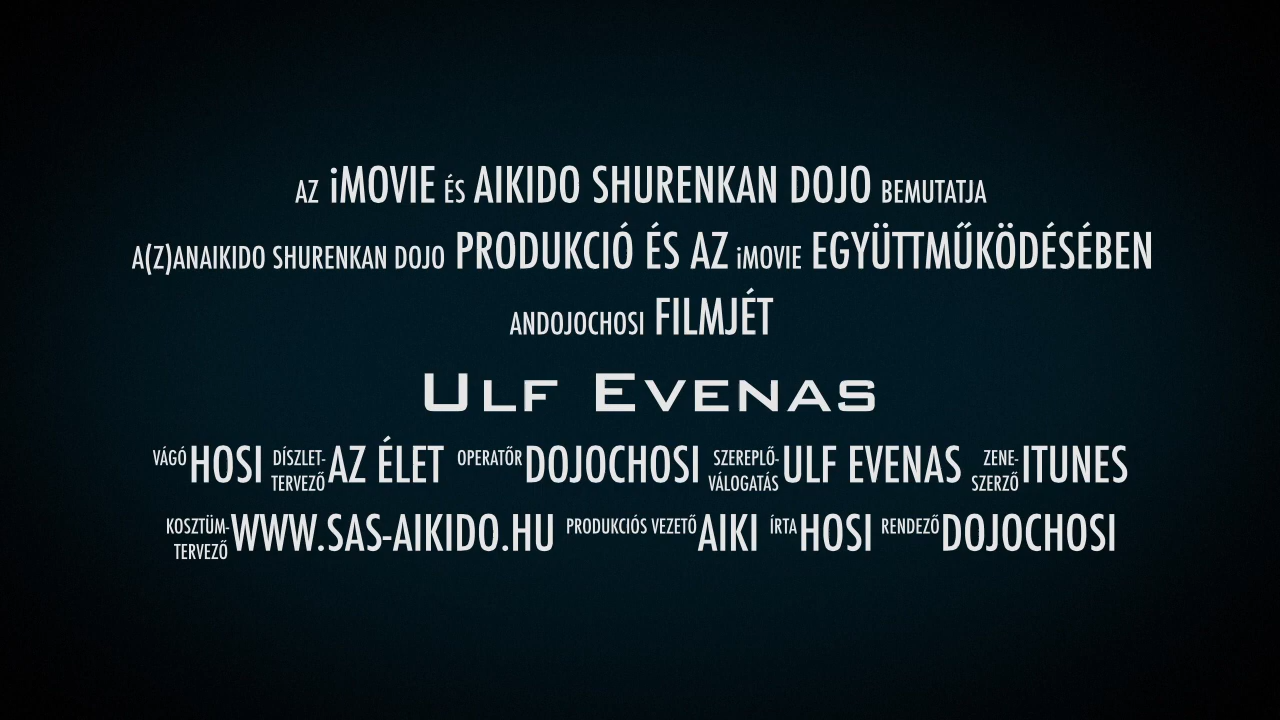 AZ iMOVIE ÉS AIKIDO SHURENKAN DOJO BEMUTATJA
A(Z)ANAIKIDO SHURENKAN DOJO PRODUKCIÓ ÉS AZ iMOVIE EGYÜTTMŰKÖDÉSÉBEN
ANDOJOCHOSI FILMJÉT
ULF EVENAS
VÁGÓ HOSI DÍSZLET-TERVEZŐ AZ ÉLET OPERATŐR DOJOCHOSI SZEREPLŐ-VÁLOGATÁS ULF EVENAS ZENE-SZERZŐ ITUNES
KOSZTÜM-TERVEZŐ WWW.SAS-AIKIDO.HU PRODUKCIÓS VEZETŐ AIKI ÍRTA HOSI RENDEZŐ DOJOCHOSI